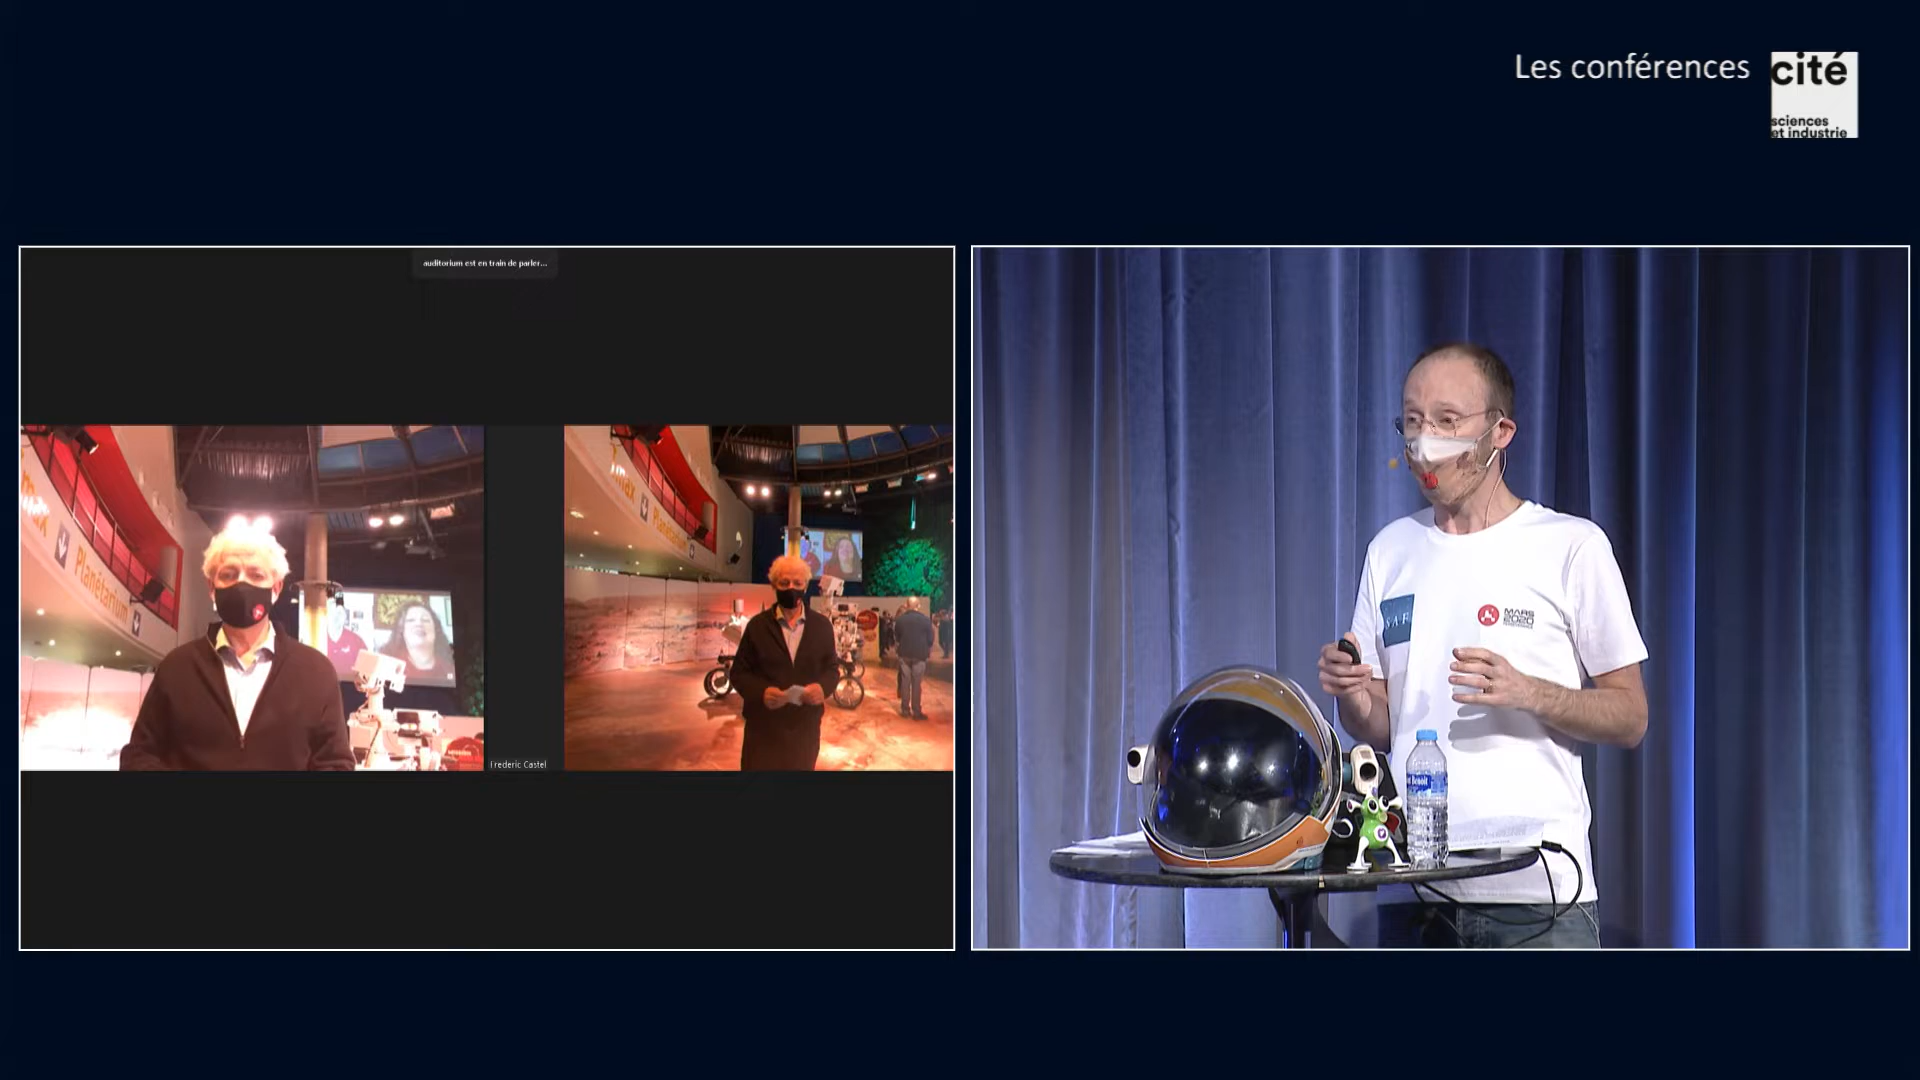 Les conférences
cité
sciences
et industrie
auditorium est en train de parler...
Planétarium
Frederic Castel
SAF
MARS
2020